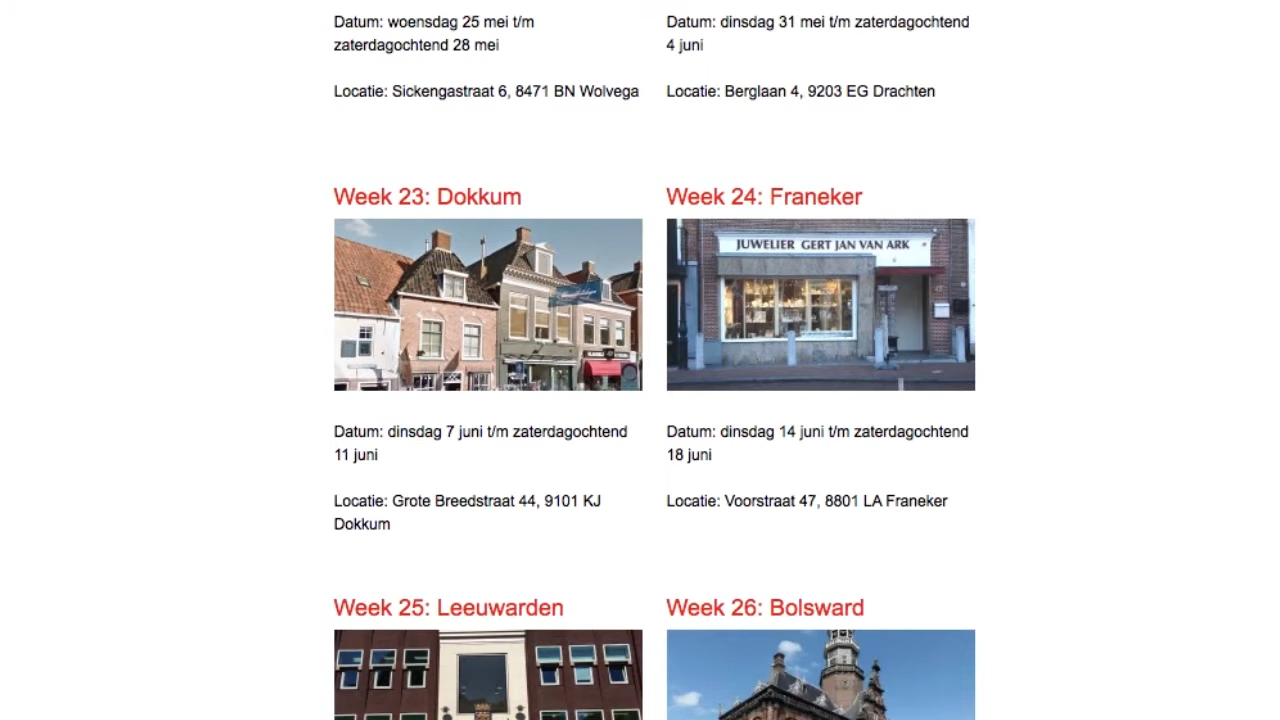 Datum: woensdag 25 mei t/m
zaterdagochtend 28 mei
Locatie: Sickengastraat 6, 8471 BN Wolvega
Datum: dinsdag 31 mei t/m zaterdagochtend
4 juni
Locatie: Berglaan 4, 9203 EG Drachten
Week 23: Dokkum
Datum: dinsdag 7 juni t/m zaterdagochtend
11 juni
Locatie: Grote Breedstraat 44, 9101 KJ
Dokkum
Week 24: Franeker
JUWELIER GERT JAN VAN ARK
Datum: dinsdag 14 juni t/m zaterdagochtend
18 juni
Locatie: Voorstraat 47, 8801 LA Franeker
Week 25: Leeuwarden
Week 26: Bolsward